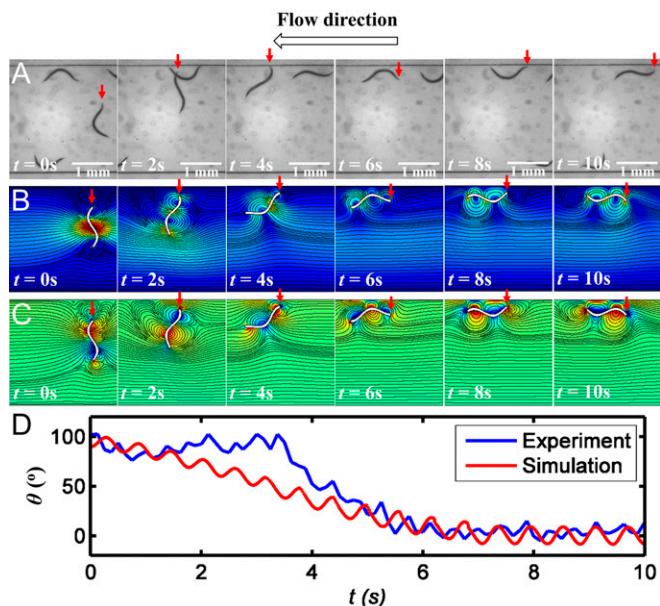 Flow direction
A
t = 0s 1 mm t = 2s 1 mm t = 4s 1 mm t = 6s 1 mm t = 8s 1 mm t = 10s 1 mm
B
t = 0s t = 2s t = 4s t = 6s t = 8s t = 10s
C
t = 0s t = 2s t = 4s t = 6s t = 8s t = 10s
D
Experiment
Simulation
100
50
0
θ (°)
0 2 4 6 8 10
t (s)